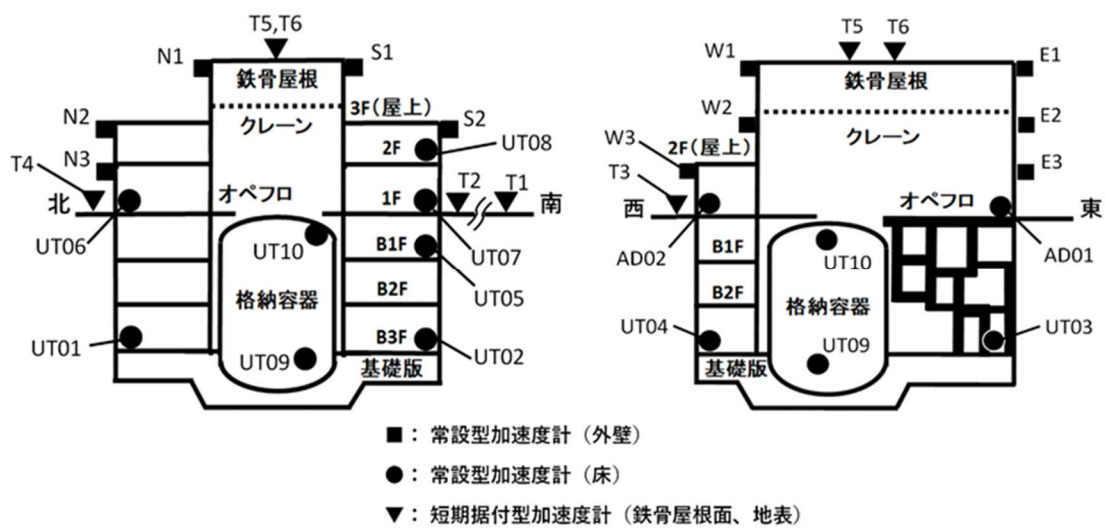 T5,T6
N1
S1
鉄骨屋根
3F(屋上)
N2
クレーン
S2
2F
UT08
N3
T4
オペフロ
1F
T2
T1
北
南
UT06
UT07
UT10
B1F
UT05
格納容器
B2F
UT01
UT09
B3F
UT02
基礎版
T5
T6
W1
E1
鉄骨屋根
W2
E2
クレーン
2F(屋上)
W3
E3
T3
オペフロ
西
東
AD02
B1F
UT10
AD01
B2F
格納容器
UT04
UT09
UT03
基礎版
■: 常設型加速度計(外壁)
●: 常設型加速度計(床)
▼: 短期据付型加速度計(鉄骨屋根面、地表)